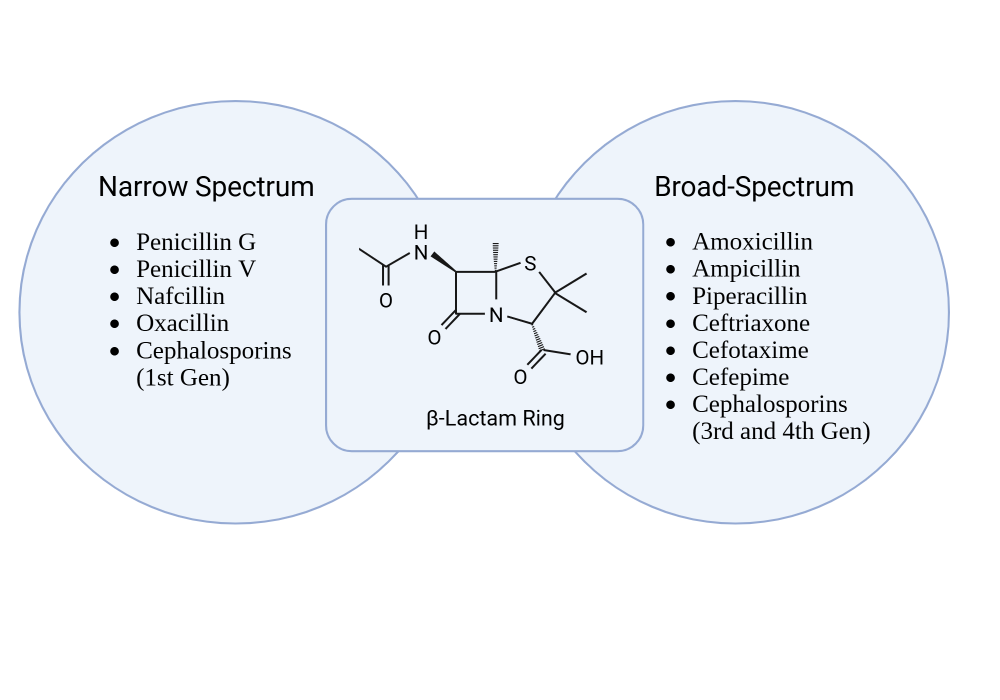 Narrow Spectrum
• Penicillin G
• Penicillin V
• Nafcillin
• Oxacillin
• Cephalosporins
(1st Gen)
H
N
O
S
N
O
OH
O
β-Lactam Ring
Broad-Spectrum
• Amoxicillin
• Ampicillin
• Piperacillin
• Ceftriaxone
• Cefotaxime
• Cefepime
• Cephalosporins
(3rd and 4th Gen)